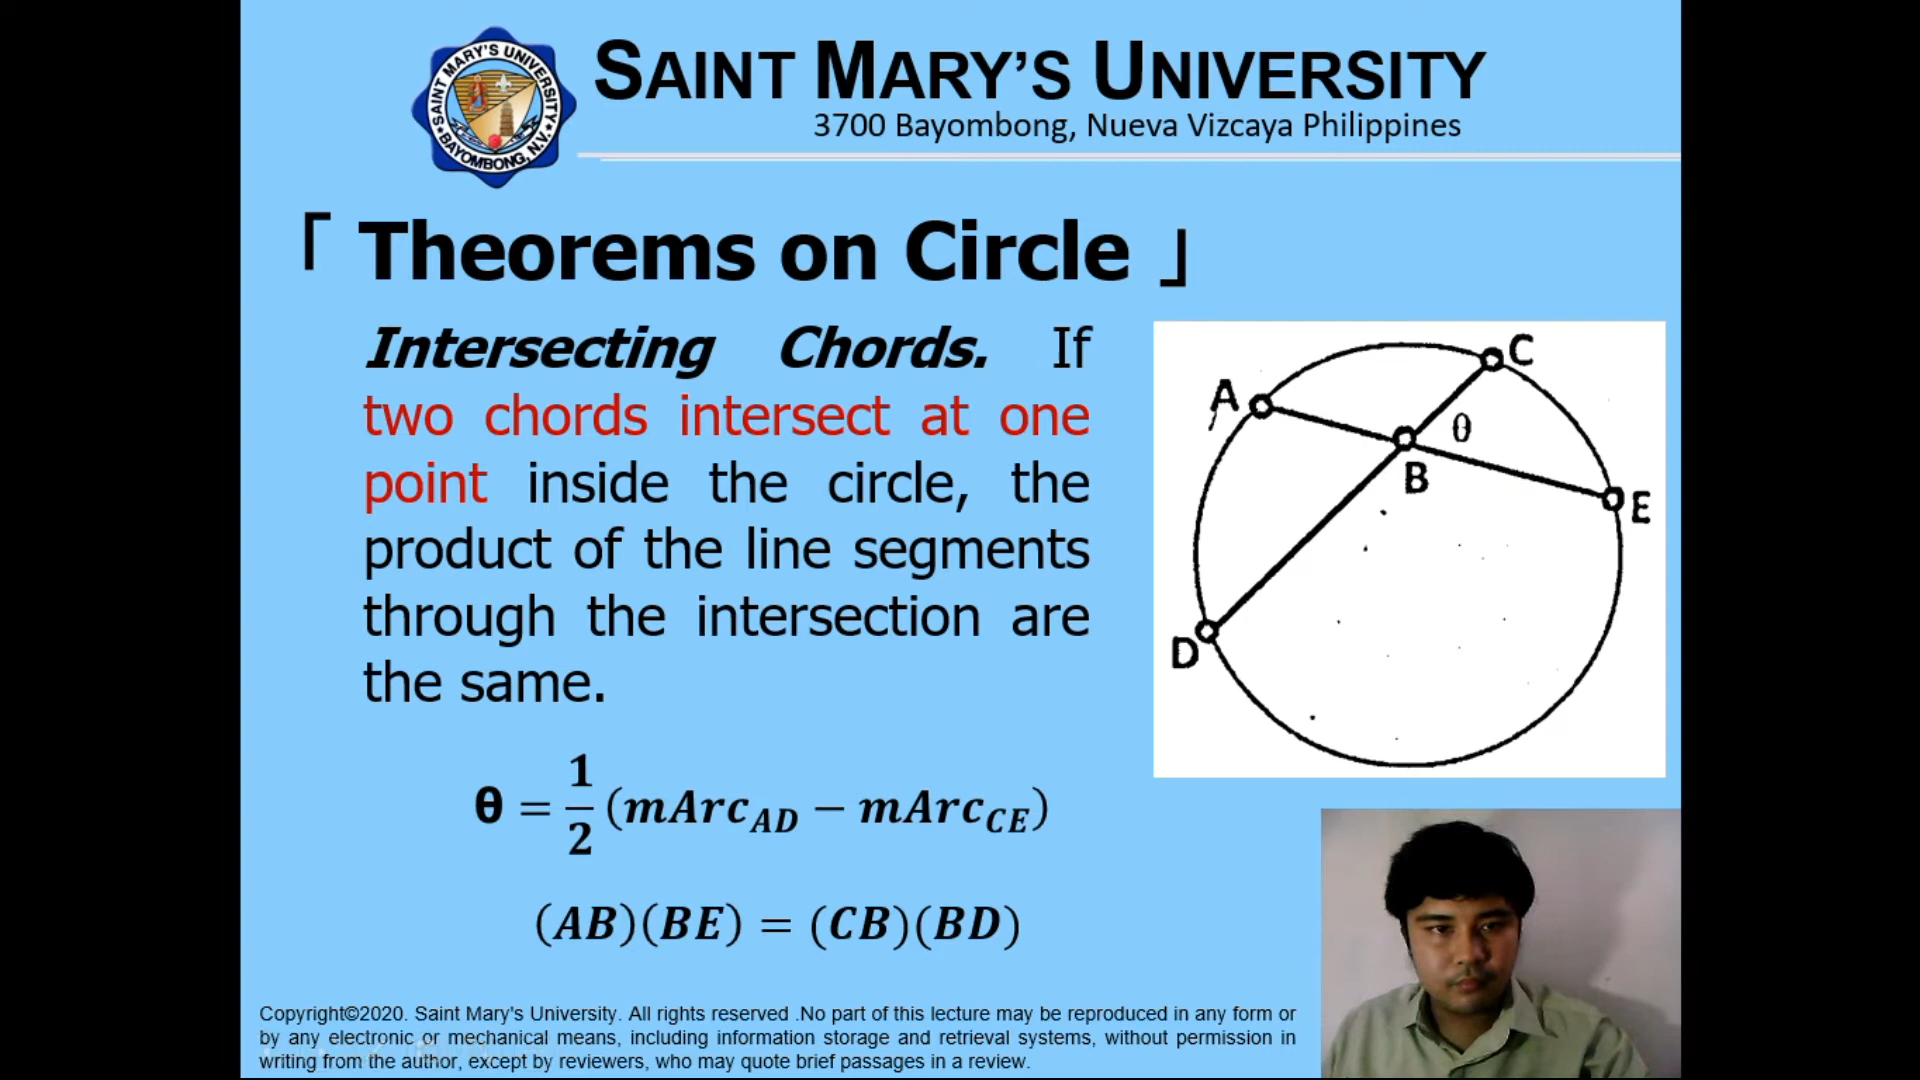 SAINT MARY'S UNIVERSITY
SAINT MARY'S UNIVERSITY
BAYOMBONG, N.V.
3700 Bayombong, Nueva Vizcaya Philippines
「 Theorems on Circle 」
Intersecting Chords. If
two chords intersect at one
point inside the circle, the
product of the line segments
through the intersection are
the same.
θ = 1/2 (mArc_AD − mArc_CE)
(AB)(BE) = (CB)(BD)
C
A
θ
B
E
D
Copyright©2020. Saint Mary's University. All rights reserved .No part of this lecture may be reproduced in any form or
by any electronic or mechanical means, including information storage and retrieval systems, without permission in
writing from the author, except by reviewers, who may quote brief passages in a review.